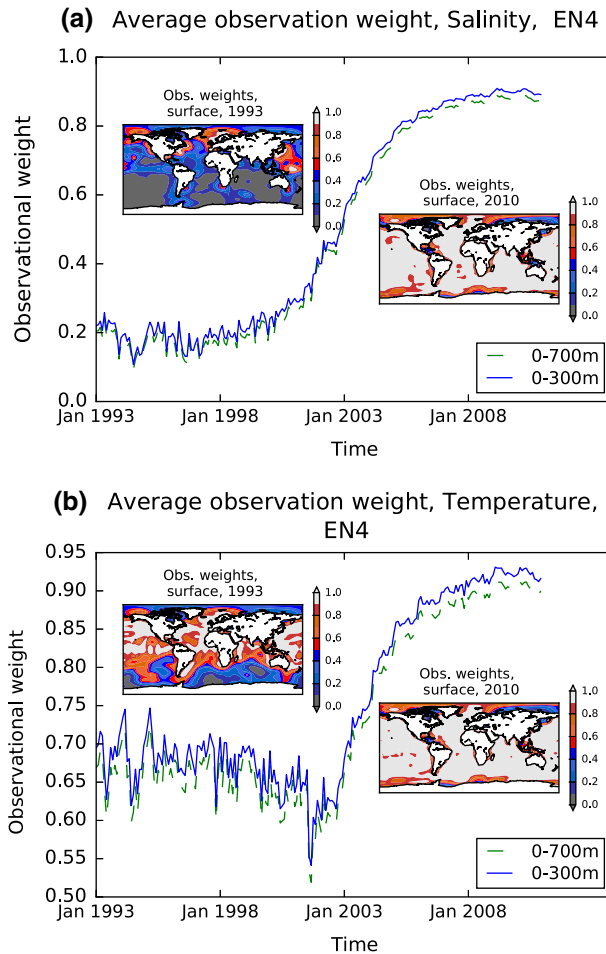 (a) Average observation weight, Salinity, EN4
Observational weight
1.0
0.8
0.6
0.4
0.2
0.0
Obs. weights,
surface, 1993
1.0
0.8
0.6
0.4
0.2
0.0
Obs. weights,
surface, 2010
1.0
0.8
0.6
0.4
0.2
0.0
0-700m
0-300m
Jan 1993
Jan 1998
Jan 2003
Jan 2008
Time
(b) Average observation weight, Temperature,
EN4
Observational weight
0.95
0.90
0.85
0.80
0.75
0.70
0.65
0.60
0.55
0.50
Obs. weights,
surface, 1993
1.0
0.8
0.6
0.4
0.2
0.0
Obs. weights,
surface, 2010
1.0
0.8
0.6
0.4
0.2
0.0
0-700m
0-300m
Jan 1993
Jan 1998
Jan 2003
Jan 2008
Time